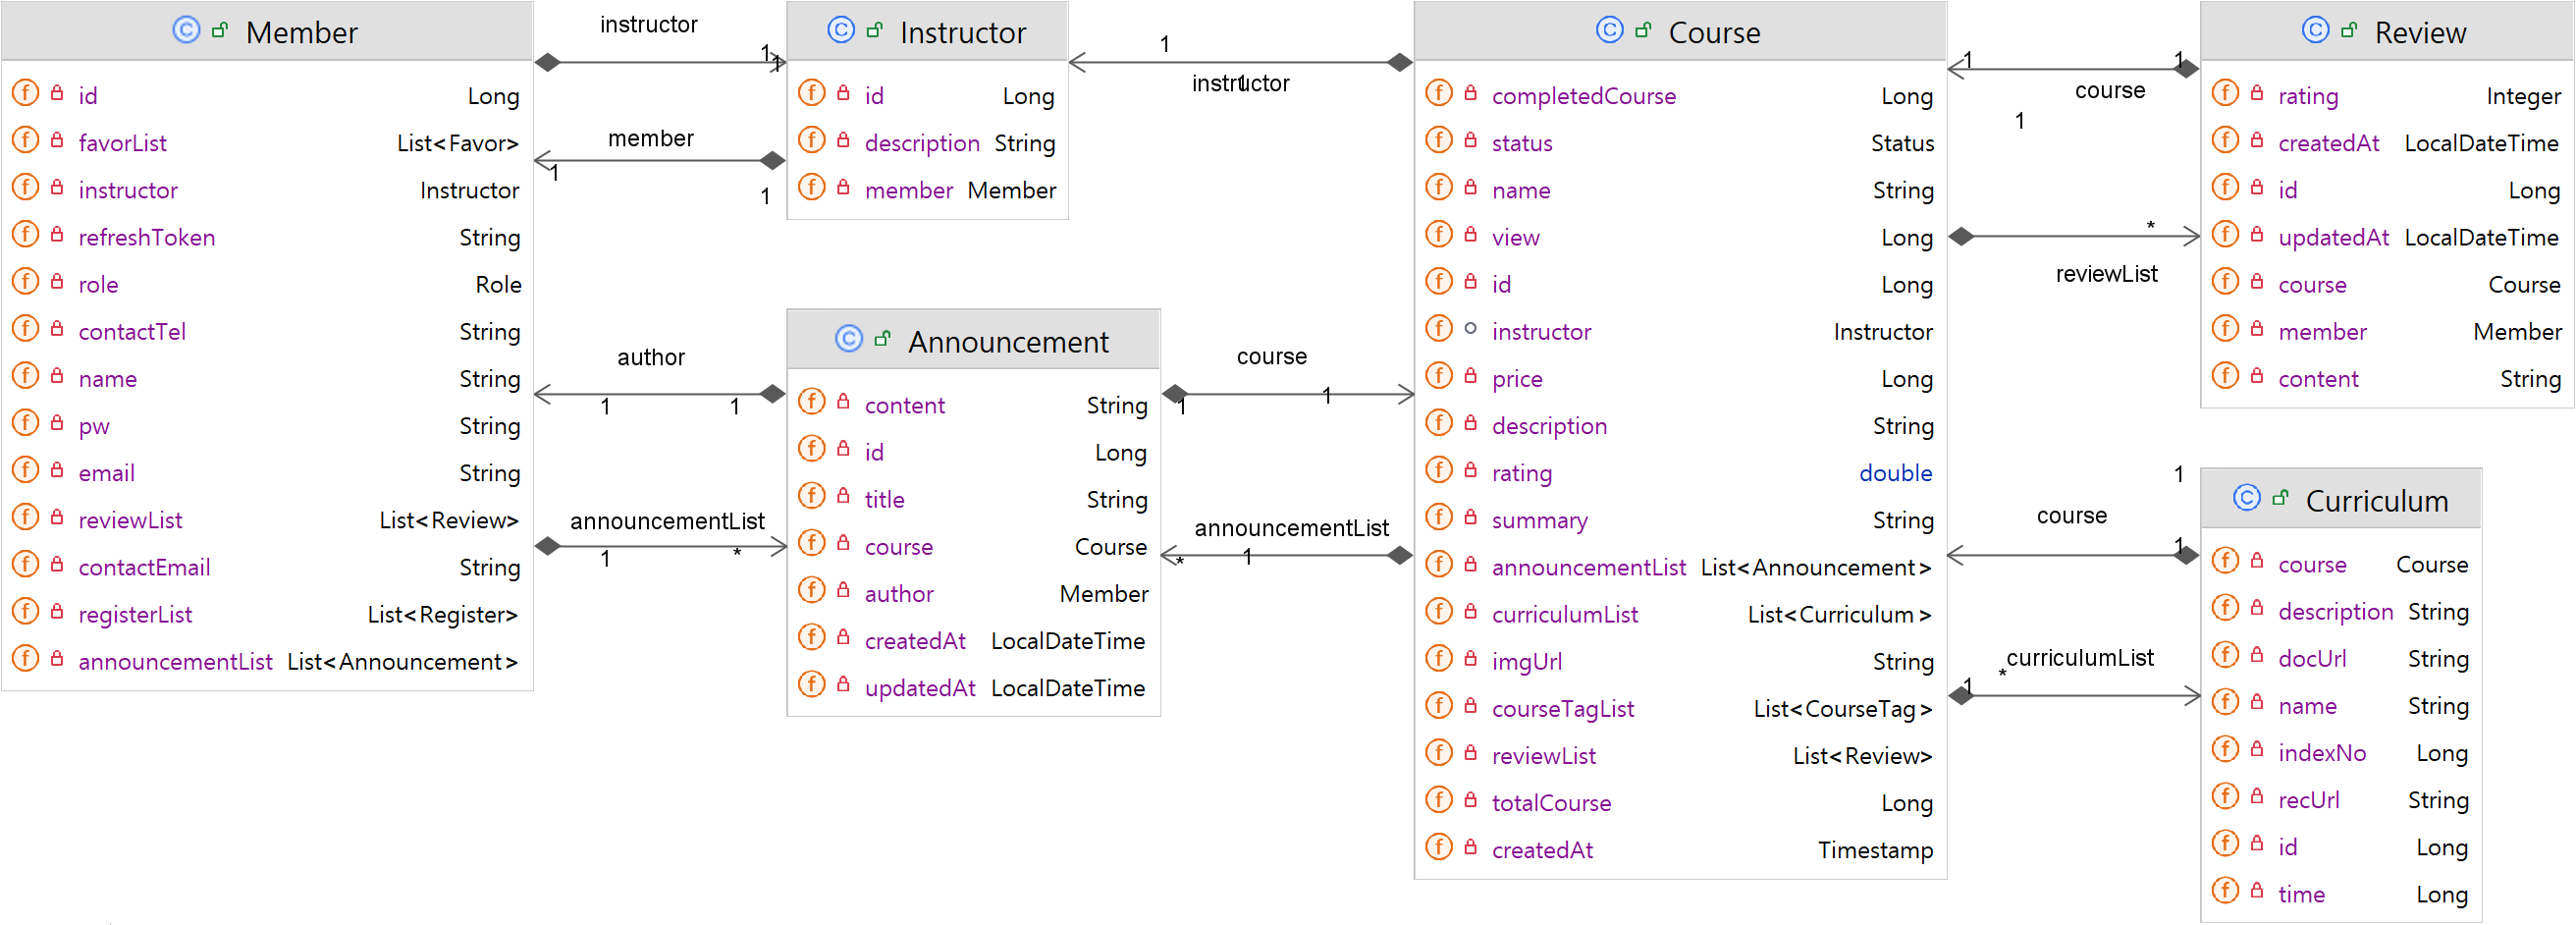 Member
id Long
favorList List<Favor>
instructor Instructor
refreshToken String
role Role
contactTel String
name String
pw String
email String
reviewList List<Review>
contactEmail String
registerList List<Register>
announcementList List<Announcement>
instructor
1
1
member
1
1
author
1
1
announcementList
1
*
Instructor
id Long
description String
member Member
Announcement
content String
id Long
title String
course Course
author Member
createdAt LocalDateTime
updatedAt LocalDateTime
1
instructor
1
course
1
1
announcementList
*
1
Course
completedCourse Long
status Status
name String
view Long
id Long
instructor Instructor
price Long
description String
rating double
summary String
announcementList List<Announcement>
curriculumList List<Curriculum>
imgUrl String
courseTagList List<CourseTag>
reviewList List<Review>
totalCourse Long
createdAt Timestamp
1
1
course
1
*
reviewList
1
course
1
curriculumList
*
1
Review
rating Integer
createdAt LocalDateTime
id Long
updatedAt LocalDateTime
course Course
member Member
content String
Curriculum
course Course
description String
docUrl String
name String
indexNo Long
recUrl String
id Long
time Long